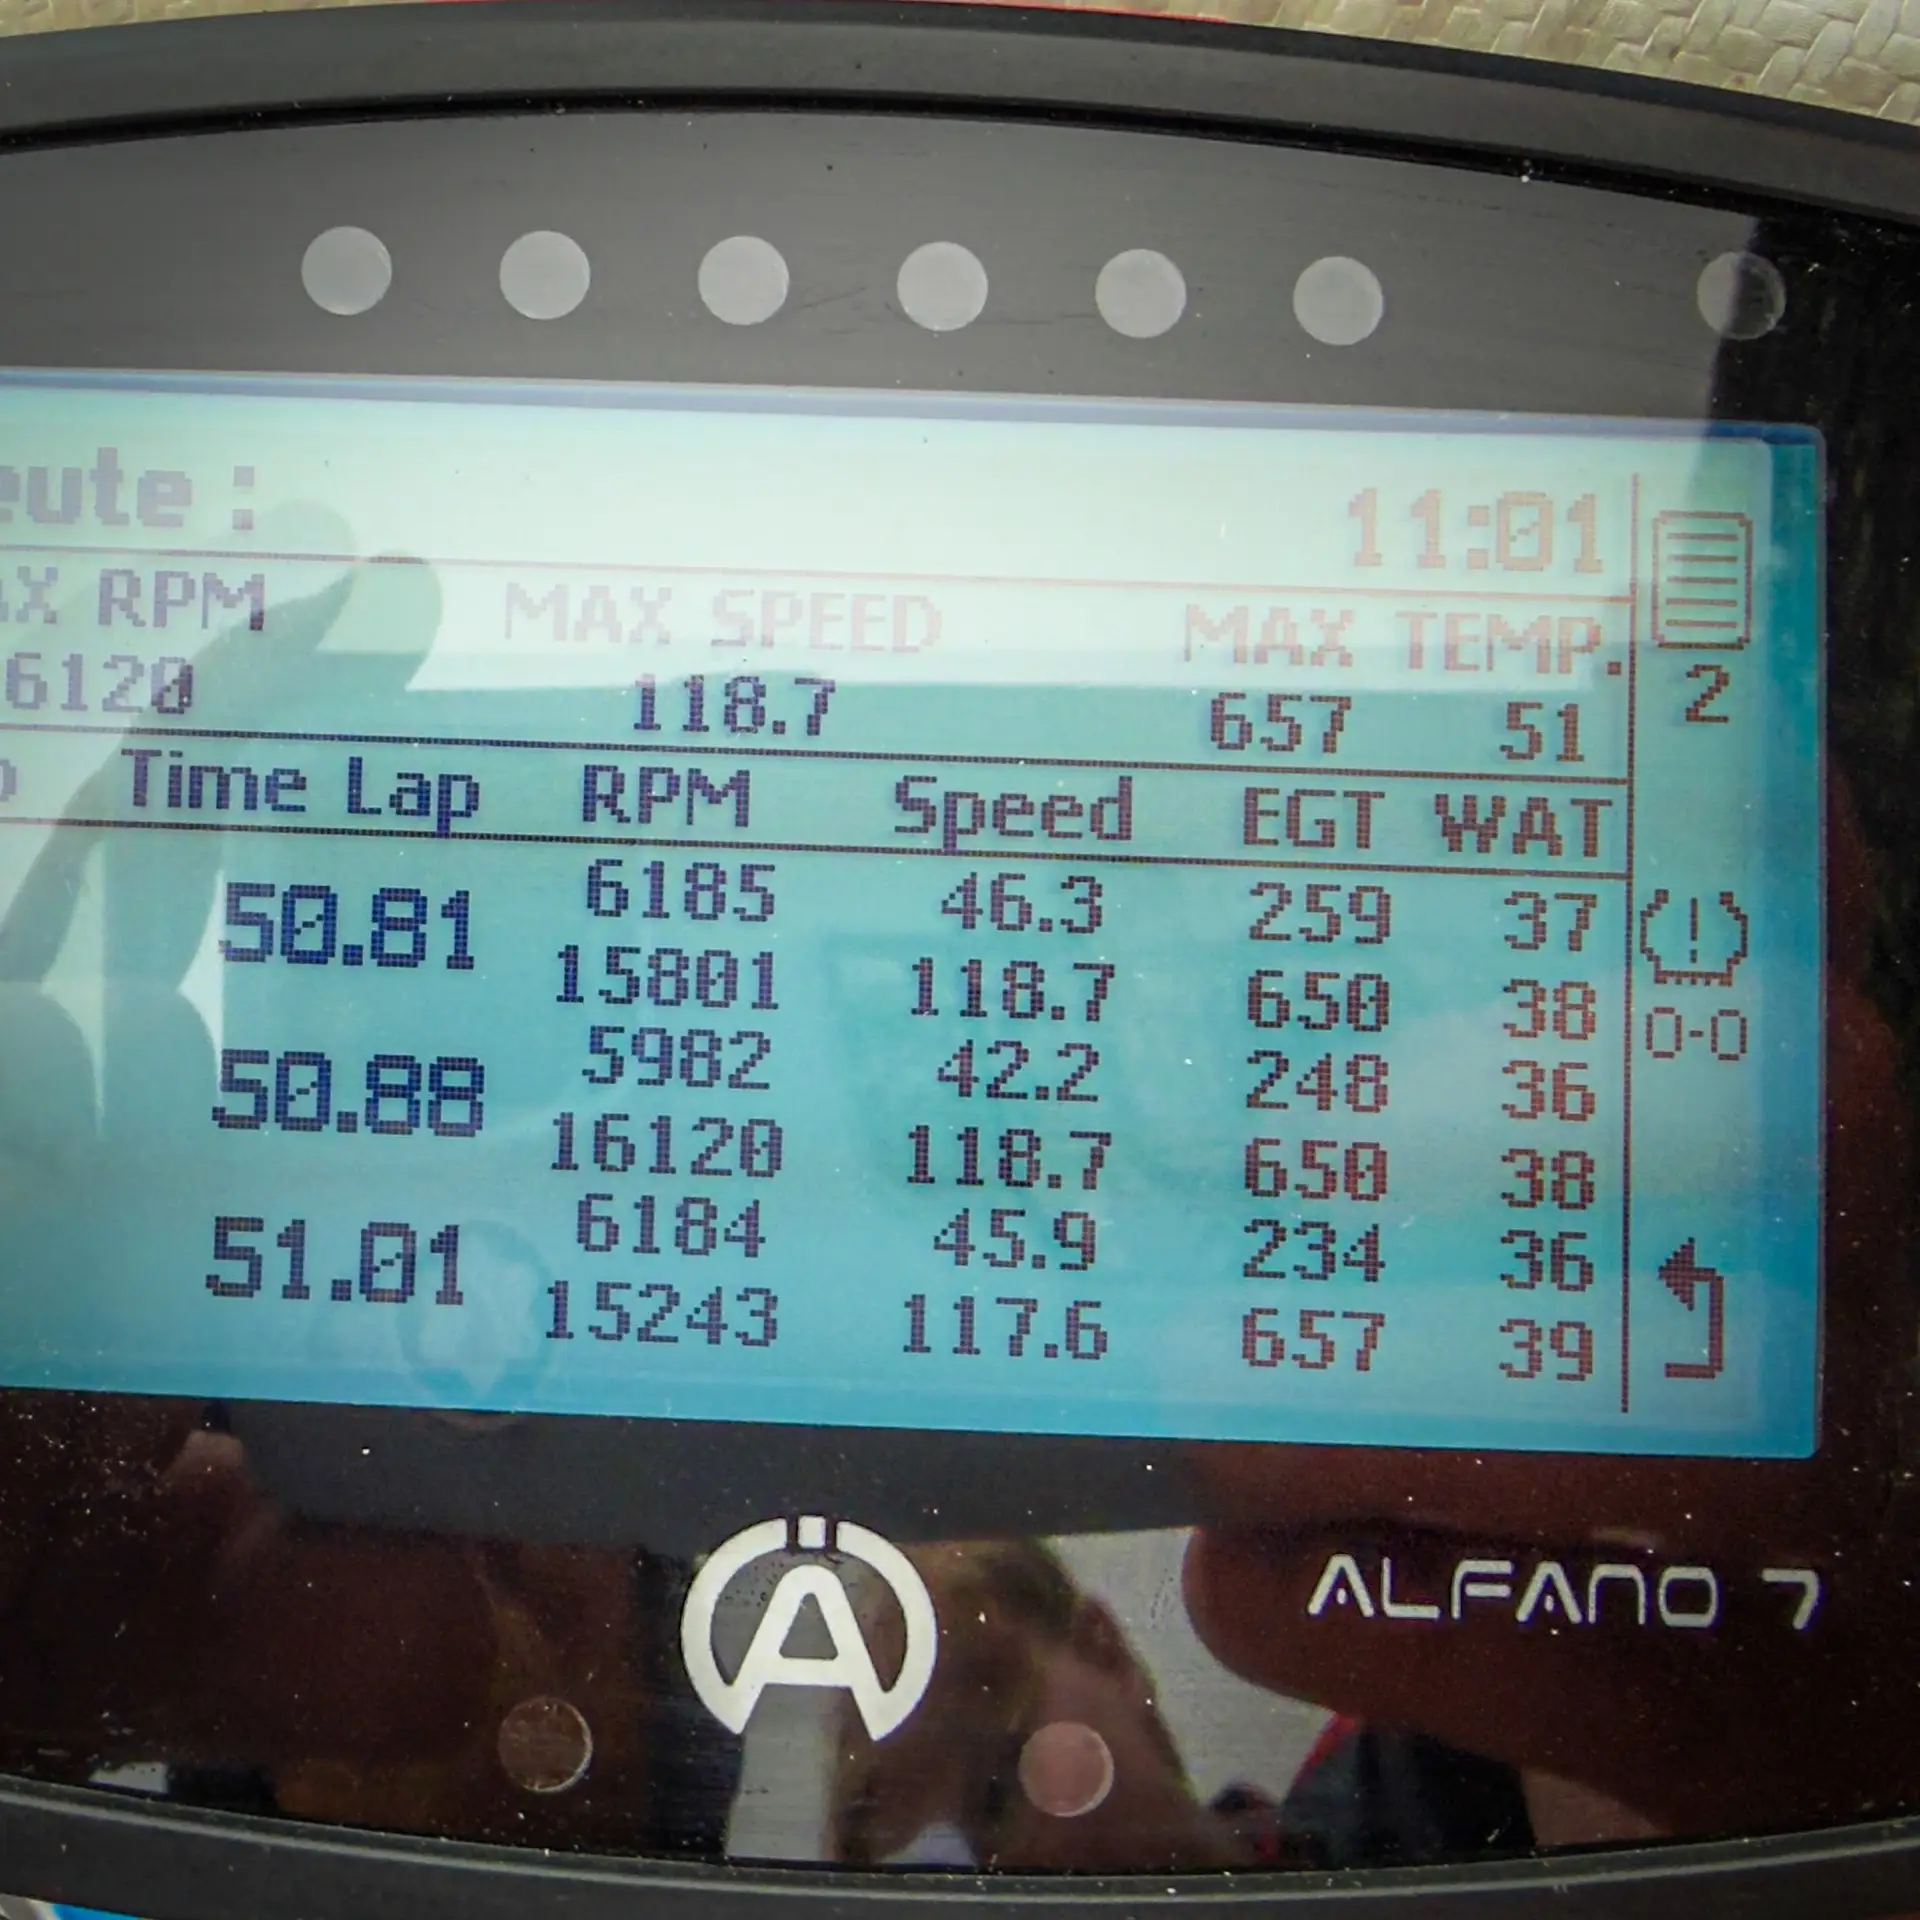 eute : 11:01
AX RPM MAX SPEED MAX TEMP.
6120 118.7 657 51
2
Time Lap RPM Speed EGT WAT
50.81 6185 46.3 259 37
15801 118.7 650 38
0-0
50.88 5982 42.2 248 36
16120 118.7 650 38
51.01 6184 45.9 234 36
15243 117.6 657 39
A
ALFANO 7